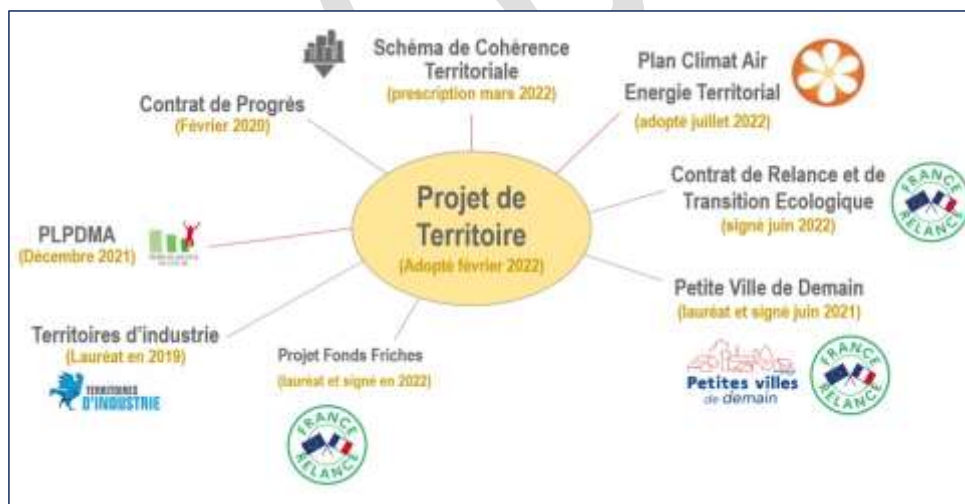 Schéma de Cohérence
Territoriale
(prescription mars 2022)
Plan Climat Air
Energie Territorial
(adopté juillet 2022)
Contrat de Progrès
(Février 2020)
Contrat de Relance et de
Transition Ecologique
(signé juin 2022)
FRANCE
RELANCE
Projet de
Territoire
(Adopté février 2022)
PLPDMA
(Décembre 2021)
Petite Ville de Demain
(lauréat et signé juin 2021)
Petites villes
de demain
FRANCE
RELANCE
Territoires d'industrie
(Lauréat en 2019)
TERRITOIRES
D'INDUSTRIE
Projet Fonds Friches
(lauréat et signé en 2022)
FRANCE
RELANCE